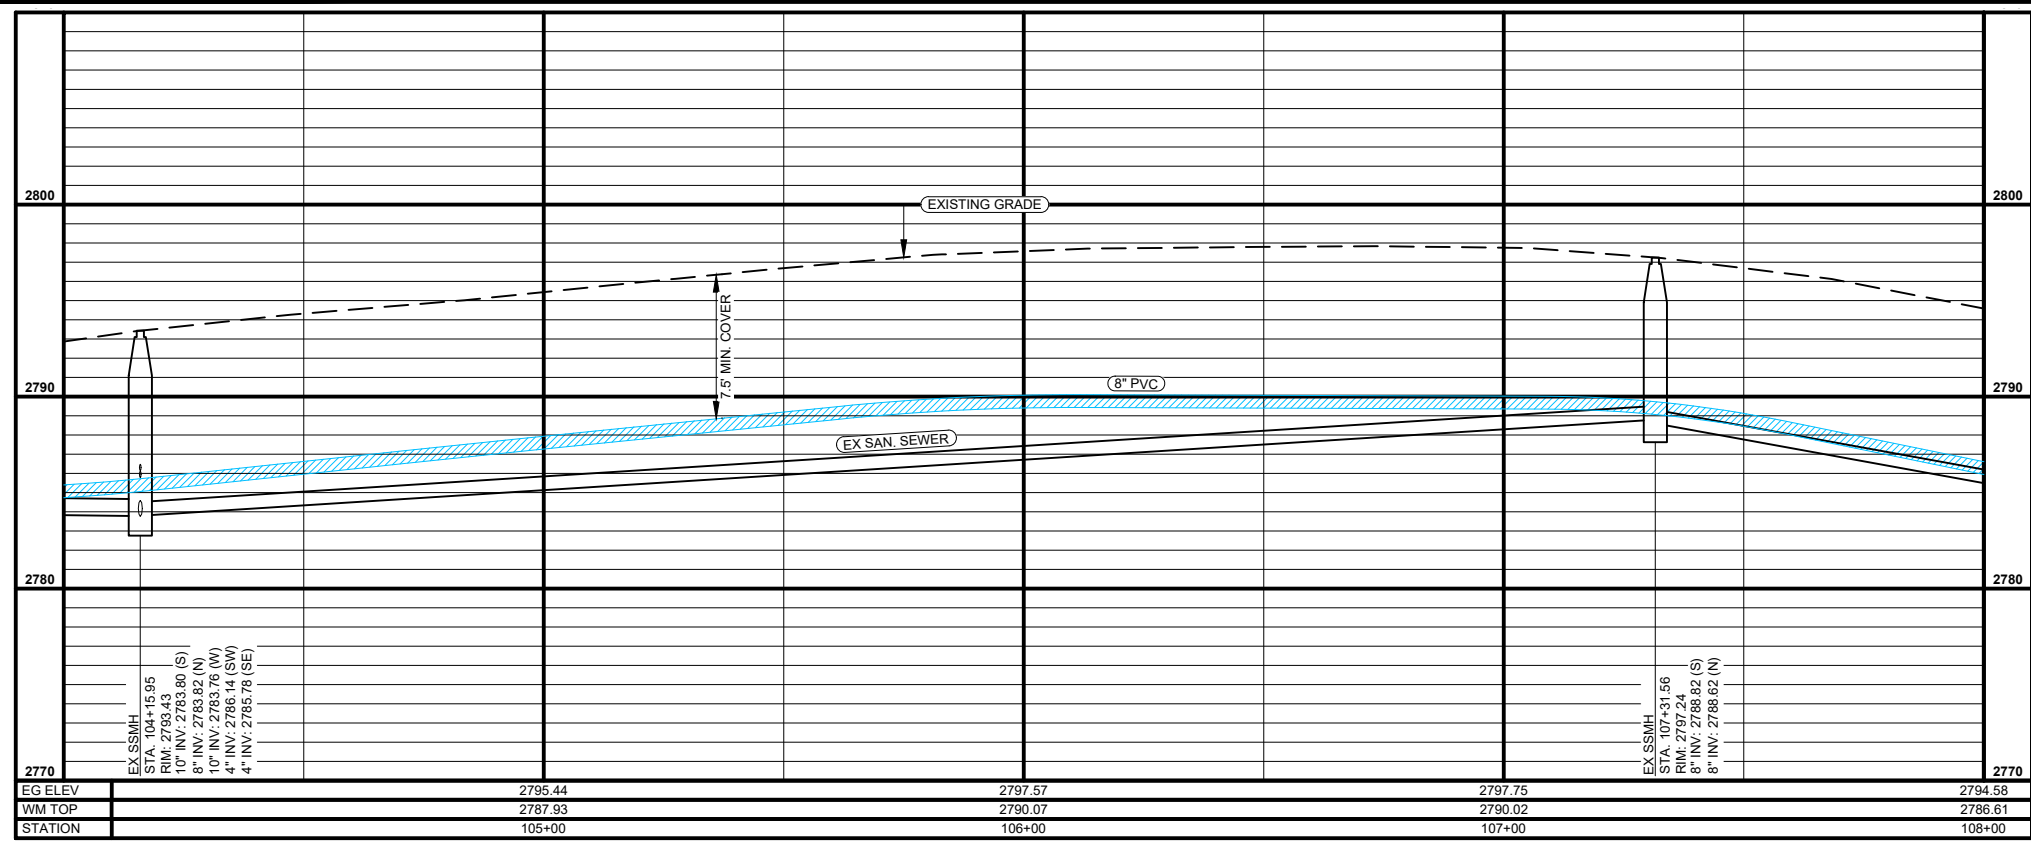 2800
2800
EXISTING GRADE
7.5' MIN. COVER
2790
2790
8" PVC
EX SAN. SEWER
2780
2780
EX SSMH
STA. 104+15.95
RIM: 2793.43
10" INV: 2783.80 (S)
8" INV: 2783.82 (N)
10" INV: 2783.76 (W)
4" INV: 2786.14 (SW)
4" INV: 2785.78 (SE)
EX SSMH
STA. 107+31.56
RIM: 2797.24
8" INV: 2788.82 (S)
8" INV: 2788.62 (N)
2770
2770
EG ELEV 2795.44 2797.57 2797.75 2794.58
WM TOP 2787.93 2790.07 2790.02 2786.61
STATION 105+00 106+00 107+00 108+00